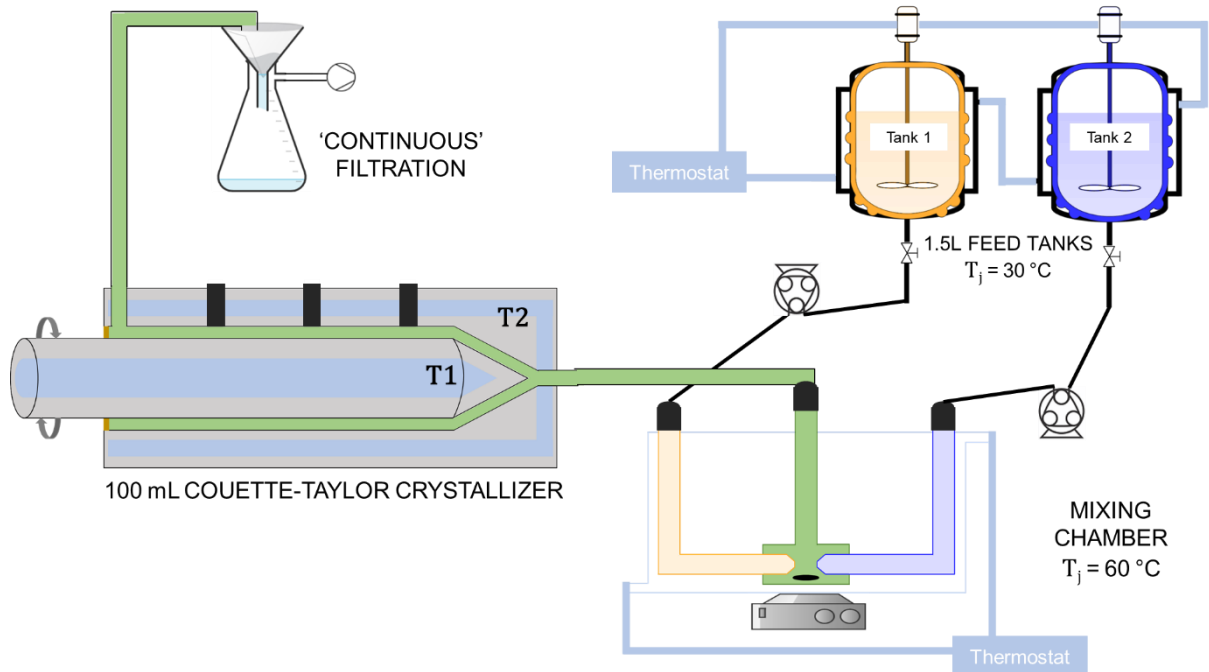 'CONTINUOUS'
FILTRATION
Tank 1
Tank 2
Thermostat
1.5L FEED TANKS
Tj = 30 °C
T2
T1
100 mL COUETTE-TAYLOR CRYSTALLIZER
MIXING
CHAMBER
Tj = 60 °C
Thermostat